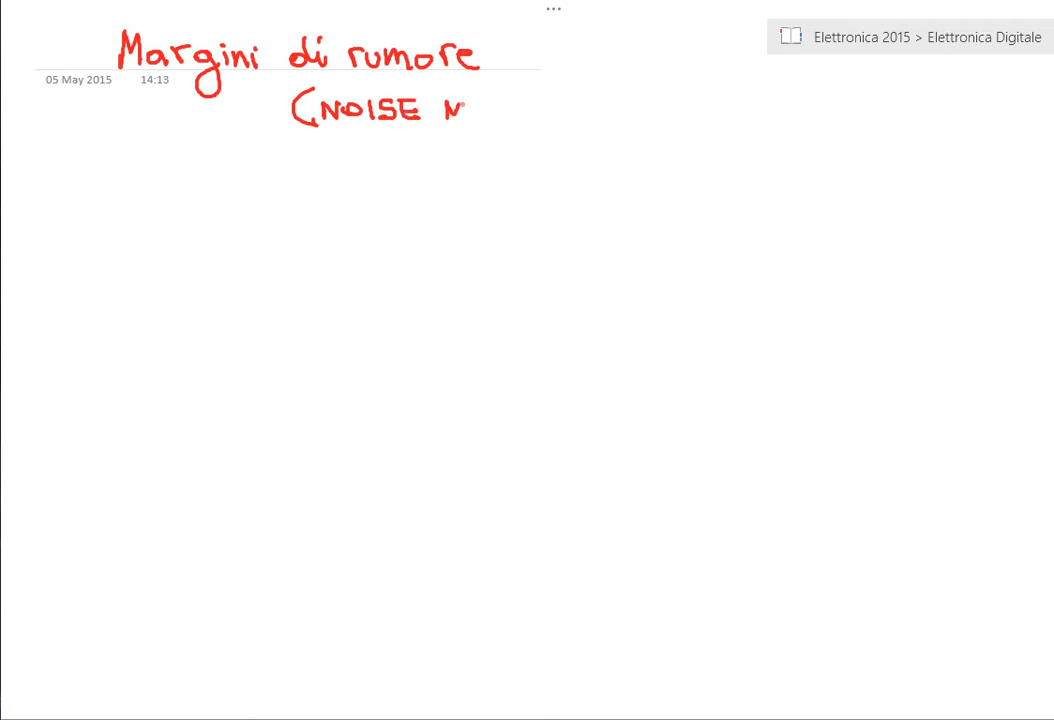 Elettronica 2015 > Elettronica Digitale
Margini di rumore
05 May 2015 14:13
(NOISE